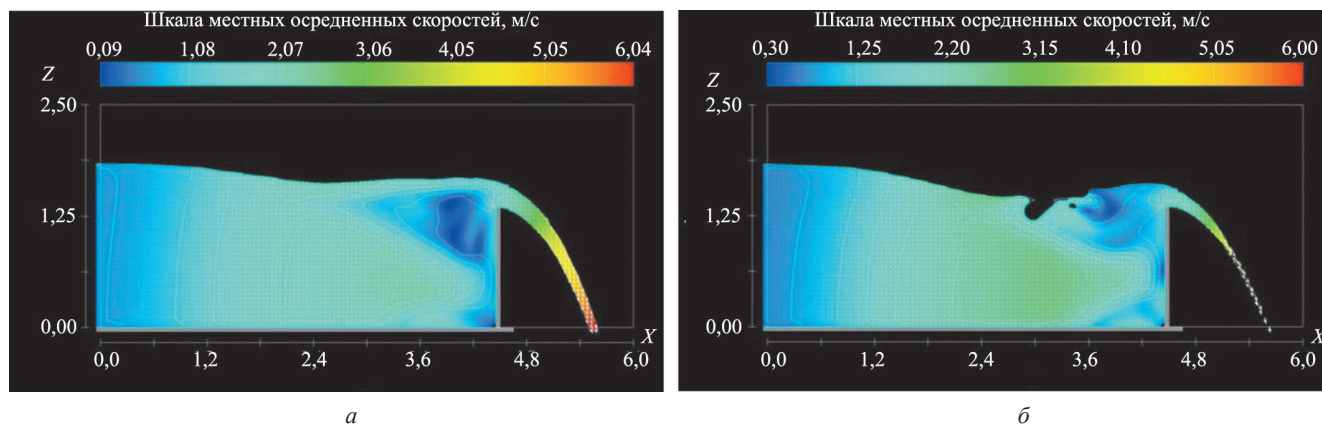 Шкала местных осредненных скоростей, м/с
0,09 1,08 2,07 3,06 4,05 5,05 6,04
Z
2,50
1,25
0,00
X
0,0 1,2 2,4 3,6 4,8 6,0
а
Шкала местных осредненных скоростей, м/с
0,30 1,25 2,20 3,15 4,10 5,05 6,00
Z
2,50
1,25
0,00
X
0,0 1,2 2,4 3,6 4,8 6,0
б